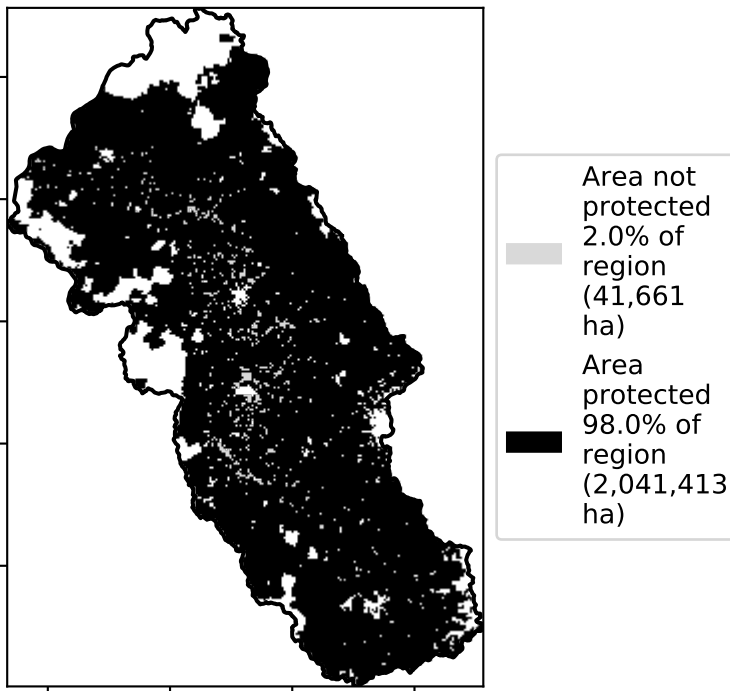 Area not
protected
2.0% of
region
(41,661
ha)
Area
protected
98.0% of
region
(2,041,413
ha)